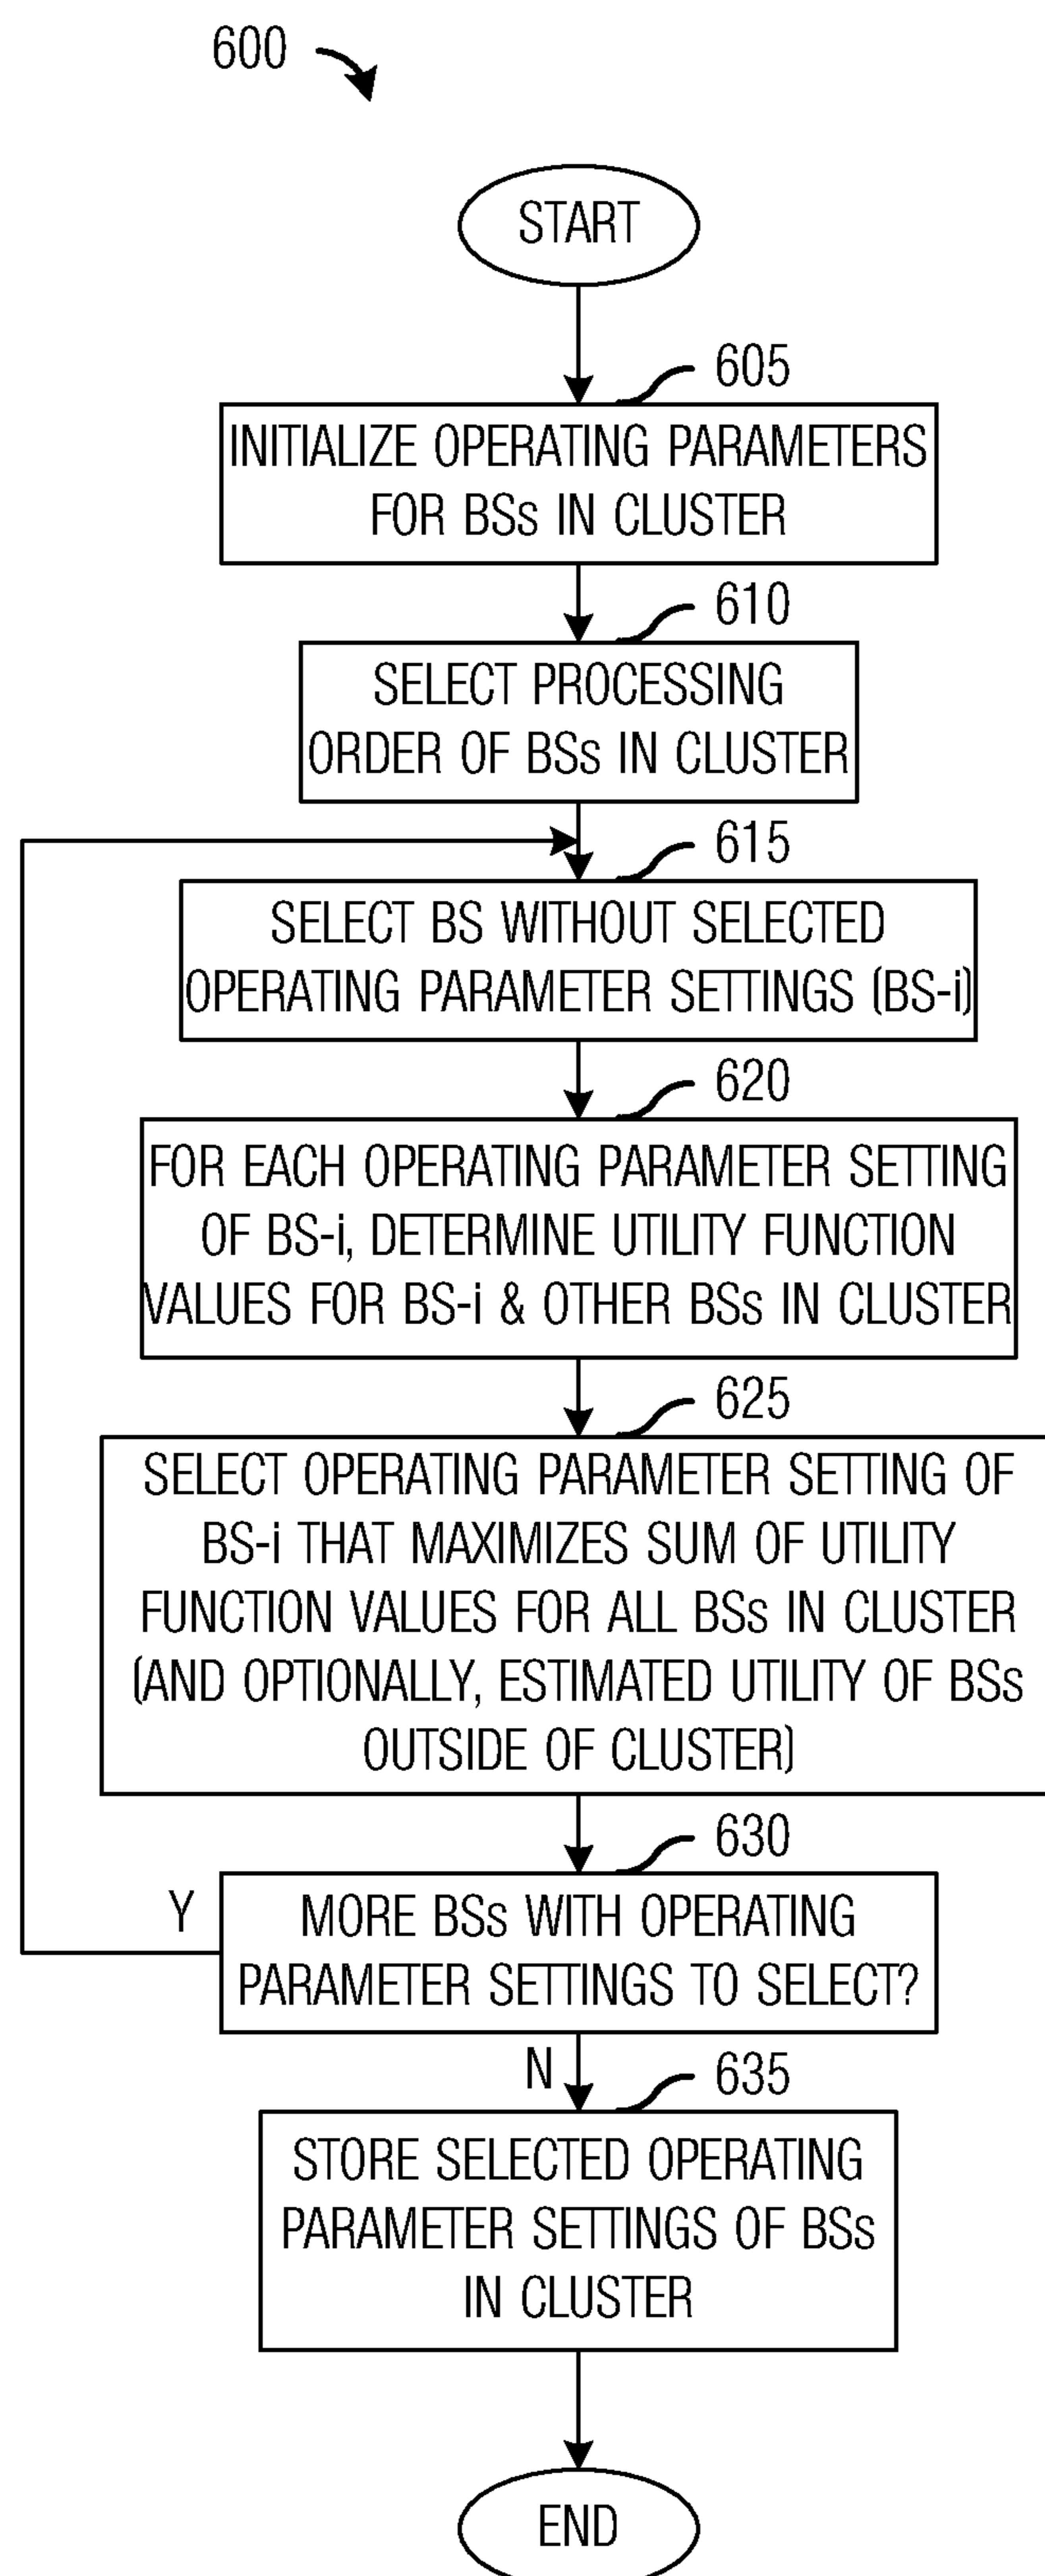 600
START
605
INITIALIZE OPERATING PARAMETERS
FOR BSs IN CLUSTER
610
SELECT PROCESSING
ORDER OF BSs IN CLUSTER
615
SELECT BS WITHOUT SELECTED
OPERATING PARAMETER SETTINGS (BS-i)
620
FOR EACH OPERATING PARAMETER SETTING
OF BS-i, DETERMINE UTILITY FUNCTION
VALUES FOR BS-i & OTHER BSs IN CLUSTER
625
SELECT OPERATING PARAMETER SETTING OF
BS-i THAT MAXIMIZES SUM OF UTILITY
FUNCTION VALUES FOR ALL BSs IN CLUSTER
(AND OPTIONALLY, ESTIMATED UTILITY OF BSs
OUTSIDE OF CLUSTER)
630
Y
MORE BSs WITH OPERATING
PARAMETER SETTINGS TO SELECT?
N
635
STORE SELECTED OPERATING
PARAMETER SETTINGS OF BSs
IN CLUSTER
END